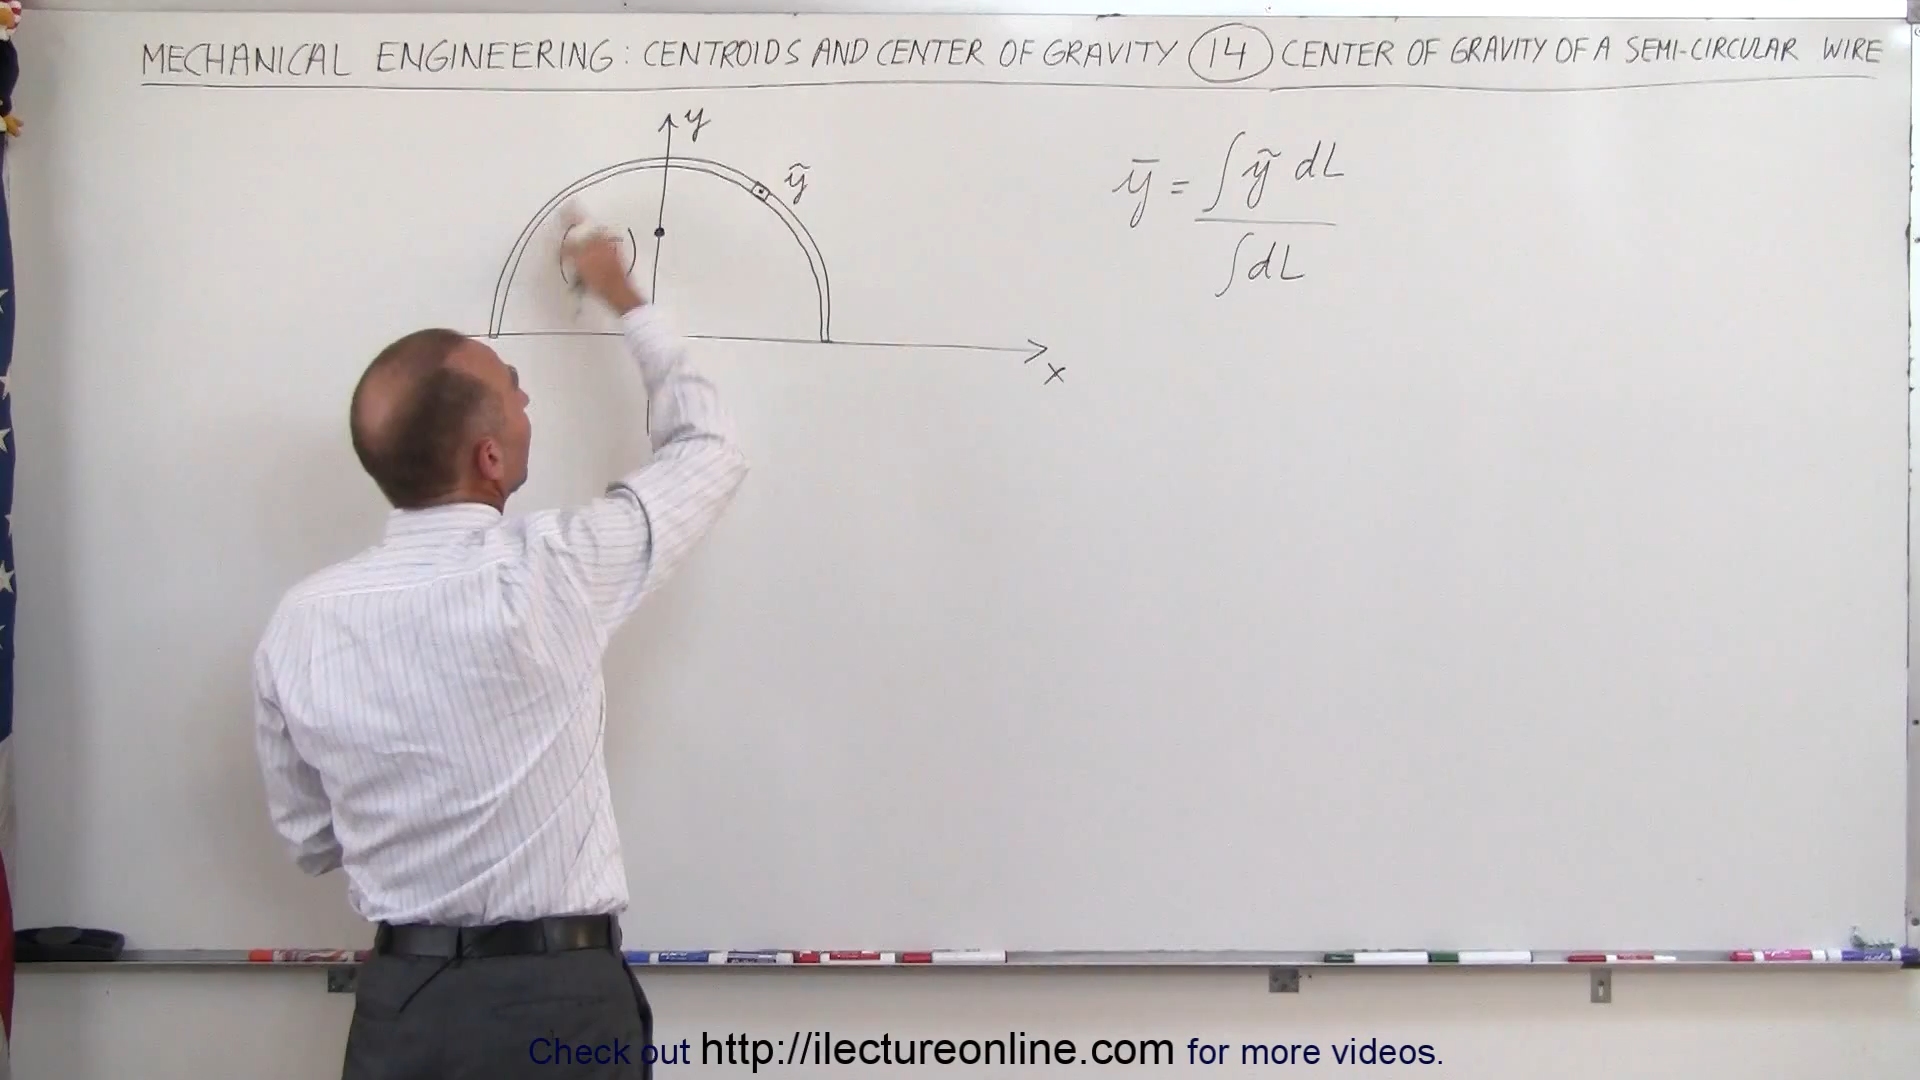 MECHANICAL ENGINEERING: CENTROIDS AND CENTER OF GRAVITY 14 CENTER OF GRAVITY OF A SEMI-CIRCULAR WIRE
y
ỹ
ȳ = ∫ỹ dL
∫dL
( )
x
Check out http://ilectureonline.com for more videos.